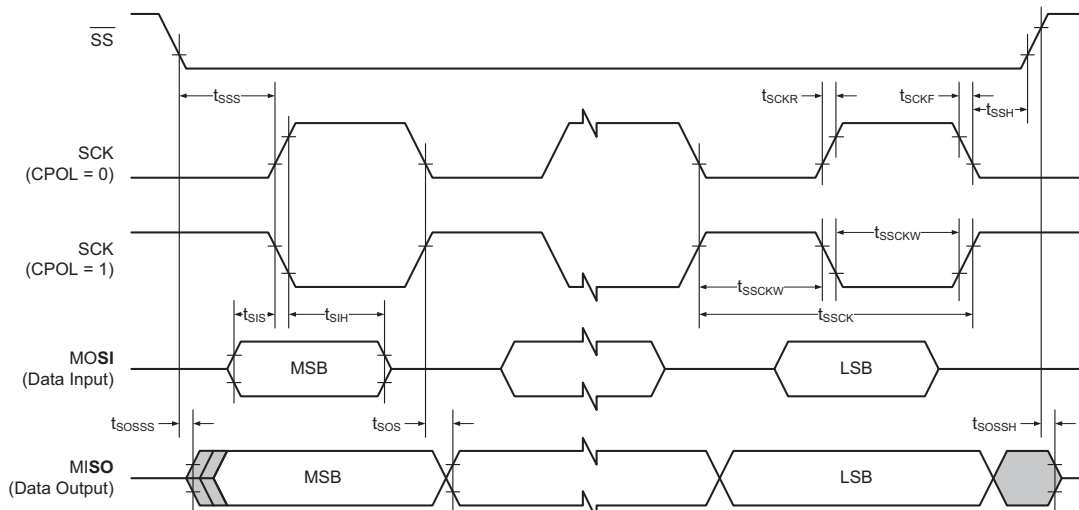 SS
tSSS
tSCKR
tSCKF
tSSH
SCK
(CPOL = 0)
SCK
(CPOL = 1)
tSSCKW
tSSCKW
tSSCK
tSIS
tSIH
MOSI
(Data Input)
MSB
LSB
tSOSSS
tSOS
tSOSSH
MISO
(Data Output)
MSB
LSB